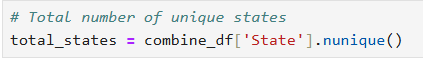 # Total number of unique states
total_states = combine_df['State'].nunique()